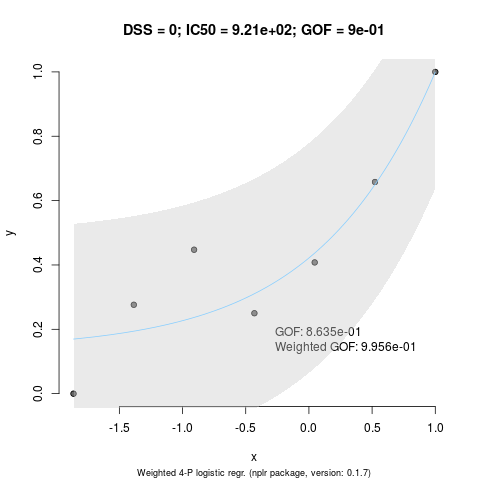 DSS = 0; IC50 = 9.21e+02; GOF = 9e-01
1.0
0.8
0.6
y
0.4
0.2
0.0
GOF: 8.635e-01
Weighted GOF: 9.956e-01
-1.5 -1.0 -0.5 0.0 0.5 1.0
x
Weighted 4-P logistic regr. (nplr package, version: 0.1.7)